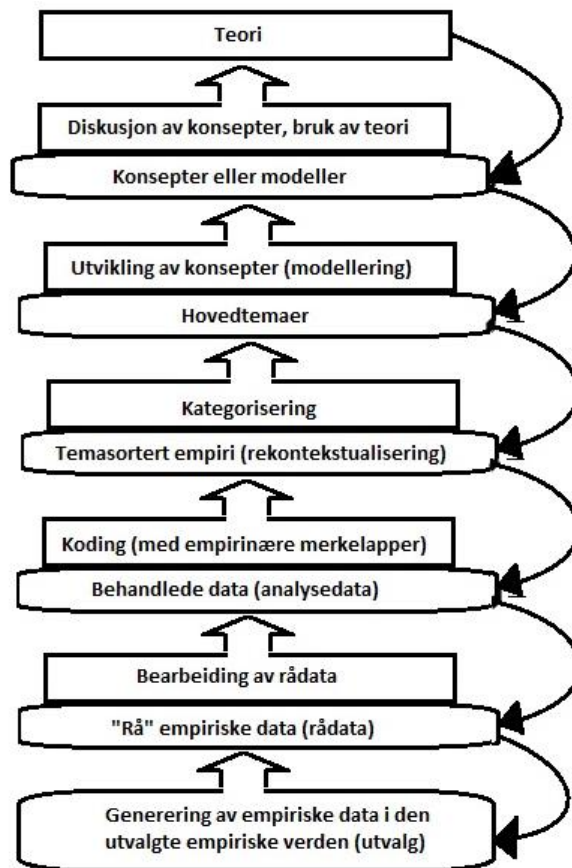 Teori
Diskusjon av konsepter, bruk av teori
Konsepter eller modeller
Utvikling av konsepter (modellering)
Hovedtemaer
Kategorisering
Temasortert empiri (rekontekstualisering)
Koding (med empirinære merkelapper)
Behandlede data (analysedata)
Bearbeiding av rådata
"Rå" empiriske data (rådata)
Generering av empiriske data i den
utvalgte empiriske verden (utvalg)